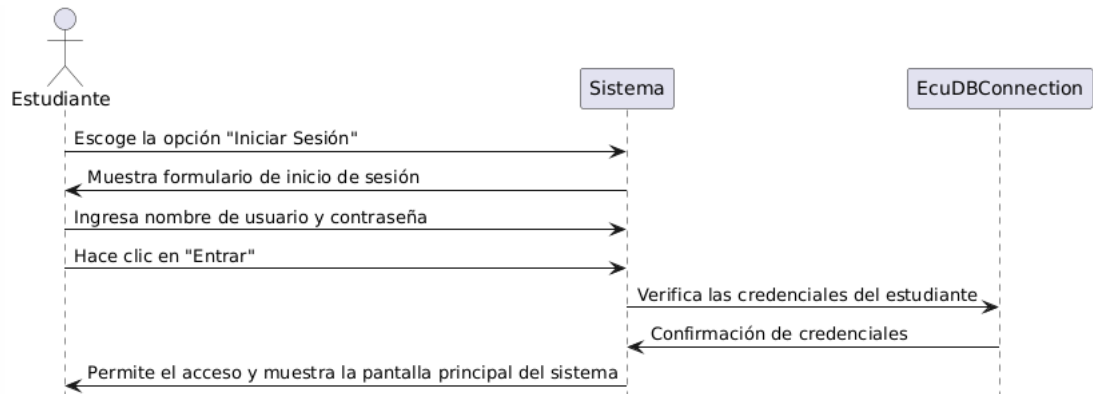 Estudiante
Sistema
EcuDBConnection
Escoge la opción "Iniciar Sesión"
Muestra formulario de inicio de sesión
Ingresa nombre de usuario y contraseña
Hace clic en "Entrar"
Verifica las credenciales del estudiante
Confirmación de credenciales
Permite el acceso y muestra la pantalla principal del sistema